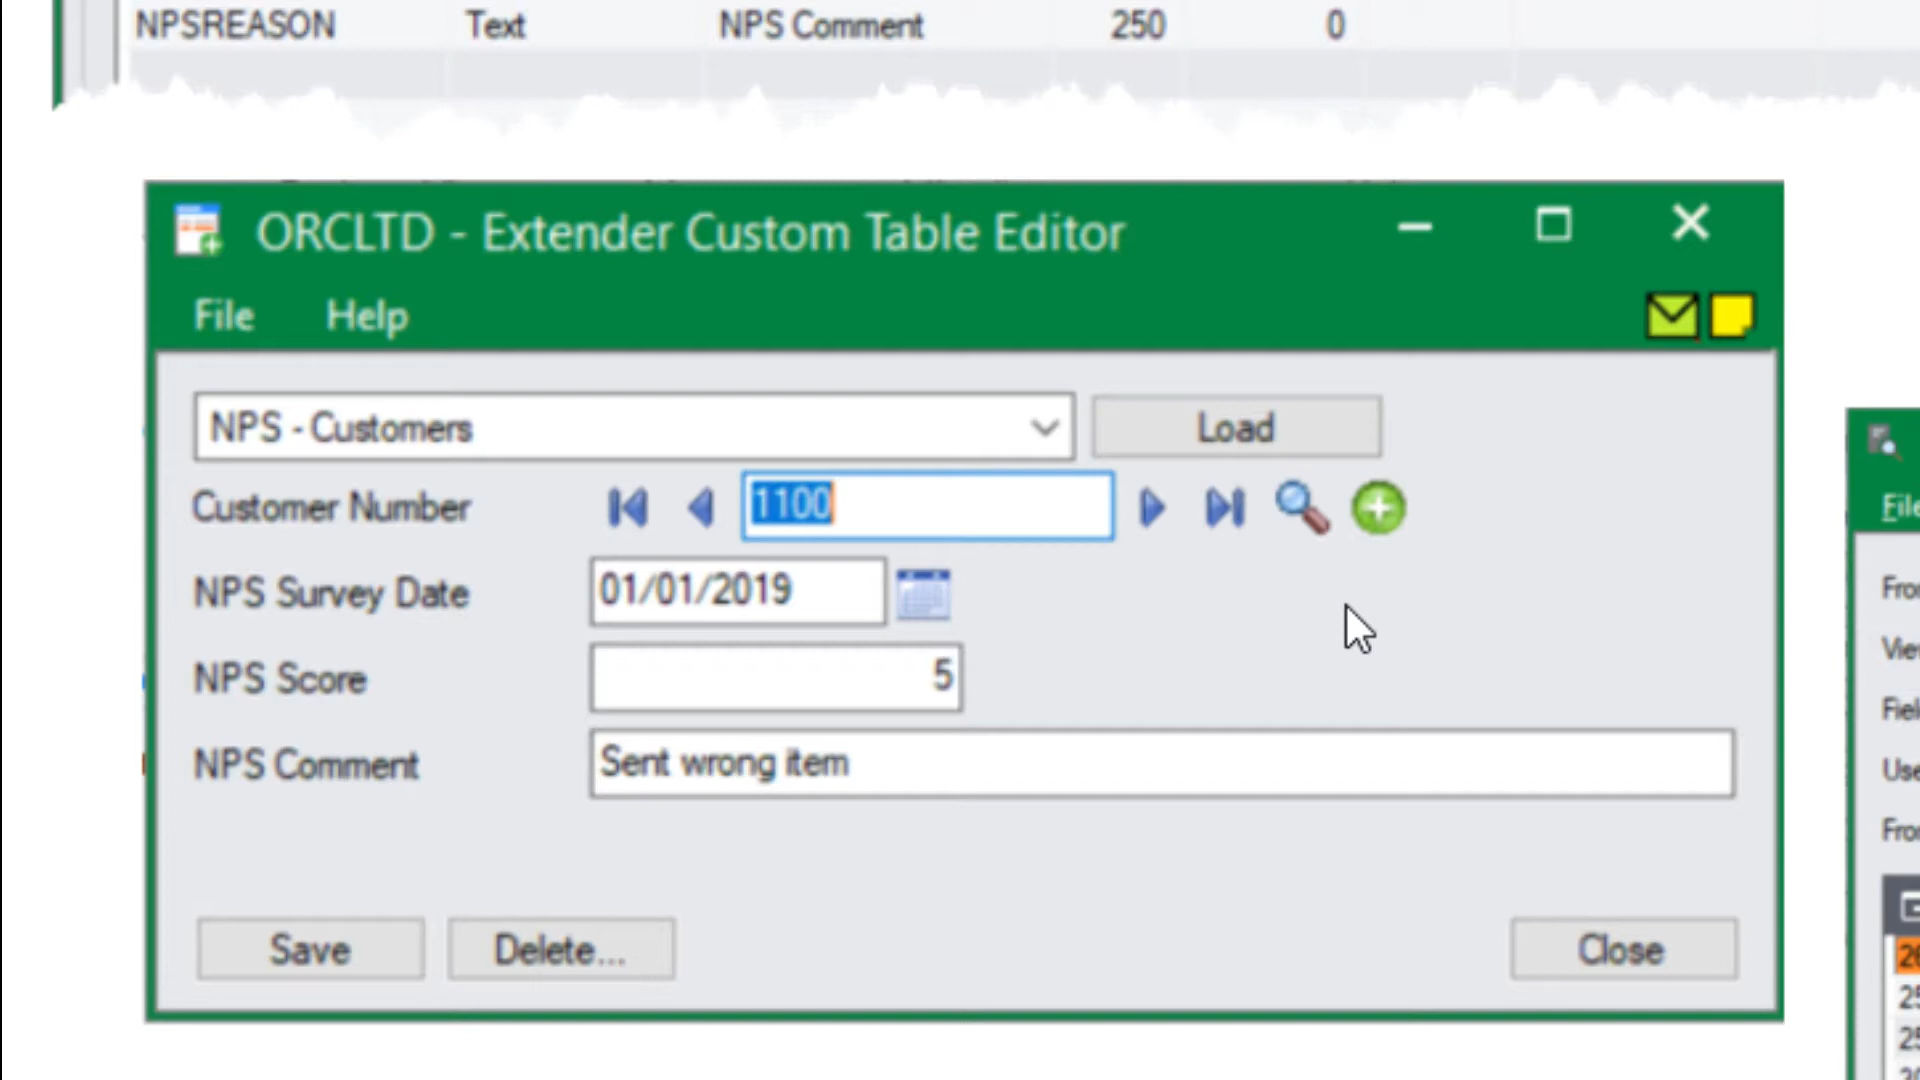 NPSREASON Text NPS Comment 250 0
ORCLTD - Extender Custom Table Editor
File Help
NPS - Customers Load
Customer Number 1100
NPS Survey Date 01/01/2019
NPS Score 5
NPS Comment Sent wrong item
Save Delete... Close
File